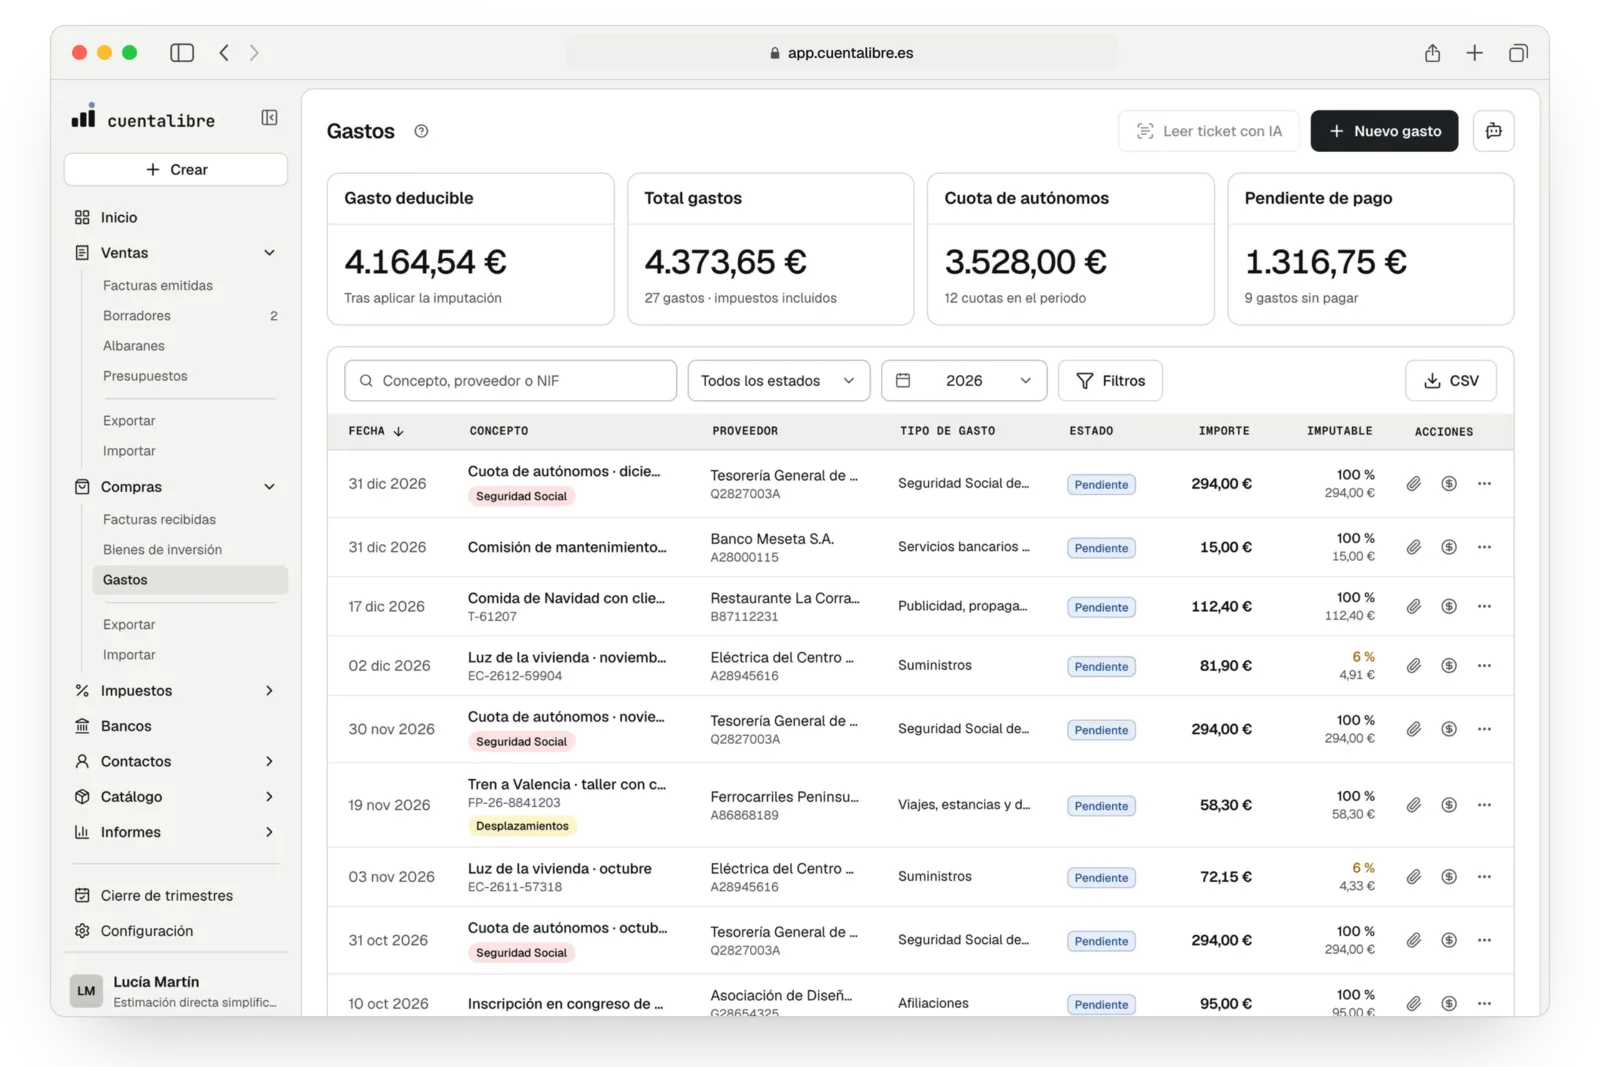 app.cuentalibre.es
cuentalibre
Crear
Inicio
Ventas
Facturas emitidas
Borradores 2
Albaranes
Presupuestos
Exportar
Importar
Compras
Facturas recibidas
Bienes de inversión
Gastos
Exportar
Importar
Impuestos
Bancos
Contactos
Catálogo
Informes
Cierre de trimestres
Configuración
LM
Lucía Martín
Estimación directa simplific...
Gastos
Leer ticket con IA
Nuevo gasto
Gasto deducible
4.164,54 €
Tras aplicar la imputación
Total gastos
4.373,65 €
27 gastos · impuestos incluidos
Cuota de autónomos
3.528,00 €
12 cuotas en el periodo
Pendiente de pago
1.316,75 €
9 gastos sin pagar
Concepto, proveedor o NIF
Todos los estados
2026
Filtros
CSV
FECHA CONCEPTO PROVEEDOR TIPO DE GASTO ESTADO IMPORTE IMPUTABLE ACCIONES
31 dic 2026 Cuota de autónomos · dicie... Tesorería General de ... Seguridad Social de... Pendiente 294,00 € 100 %
Seguridad Social Q2827003A 294,00 €
31 dic 2026 Comisión de mantenimiento... Banco Meseta S.A. Servicios bancarios ... Pendiente 15,00 € 100 %
A28000115 15,00 €
17 dic 2026 Comida de Navidad con clie... Restaurante La Corra... Publicidad, propaga... Pendiente 112,40 € 100 %
T-61207 B87112231 112,40 €
02 dic 2026 Luz de la vivienda · noviemb... Eléctrica del Centro ... Suministros Pendiente 81,90 € 6 %
EC-2612-59904 A28945616 4,91 €
30 nov 2026 Cuota de autónomos · novie... Tesorería General de ... Seguridad Social de... Pendiente 294,00 € 100 %
Seguridad Social Q2827003A 294,00 €
19 nov 2026 Tren a Valencia · taller con c... Ferrocarriles Peninsu... Viajes, estancias y d... Pendiente 58,30 € 100 %
FP-26-8841203 A86868189 58,30 €
Desplazamientos
03 nov 2026 Luz de la vivienda · octubre Eléctrica del Centro ... Suministros Pendiente 72,15 € 6 %
EC-2611-57318 A28945616 4,33 €
31 oct 2026 Cuota de autónomos · octub... Tesorería General de ... Seguridad Social de... Pendiente 294,00 € 100 %
Seguridad Social Q2827003A 294,00 €
10 oct 2026 Inscripción en congreso de ... Asociación de Diseñ... Afiliaciones Pendiente 95,00 € 100 %
G28654325 95,00 €